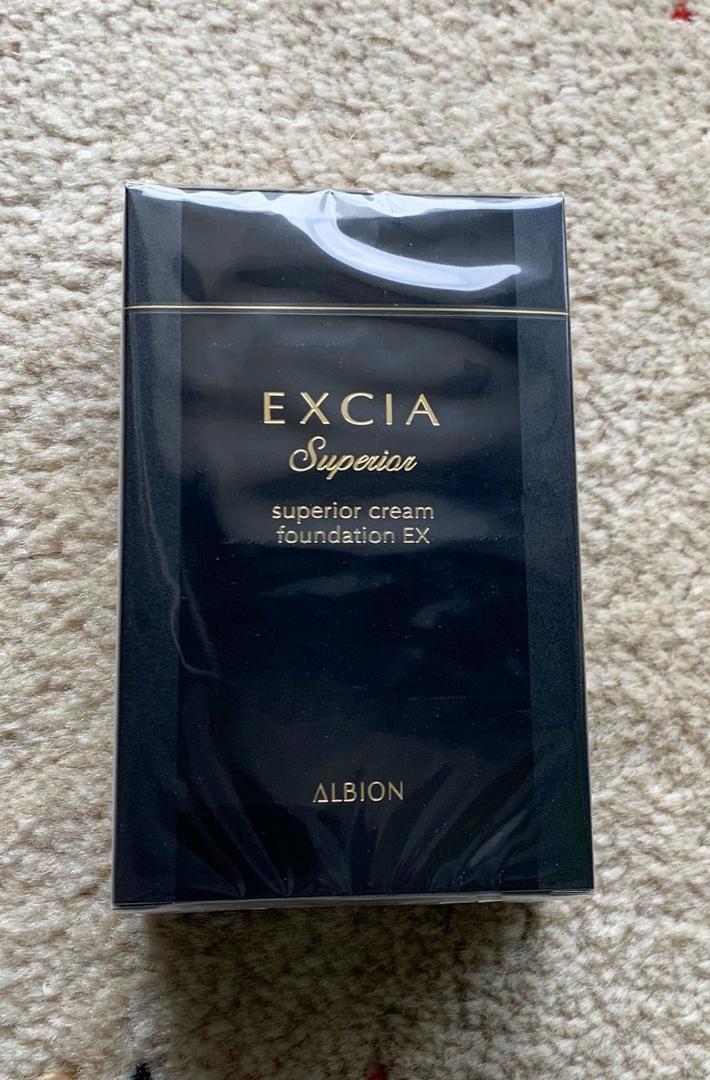 EXCIA
Superior
superior cream
foundation EX
ALBION